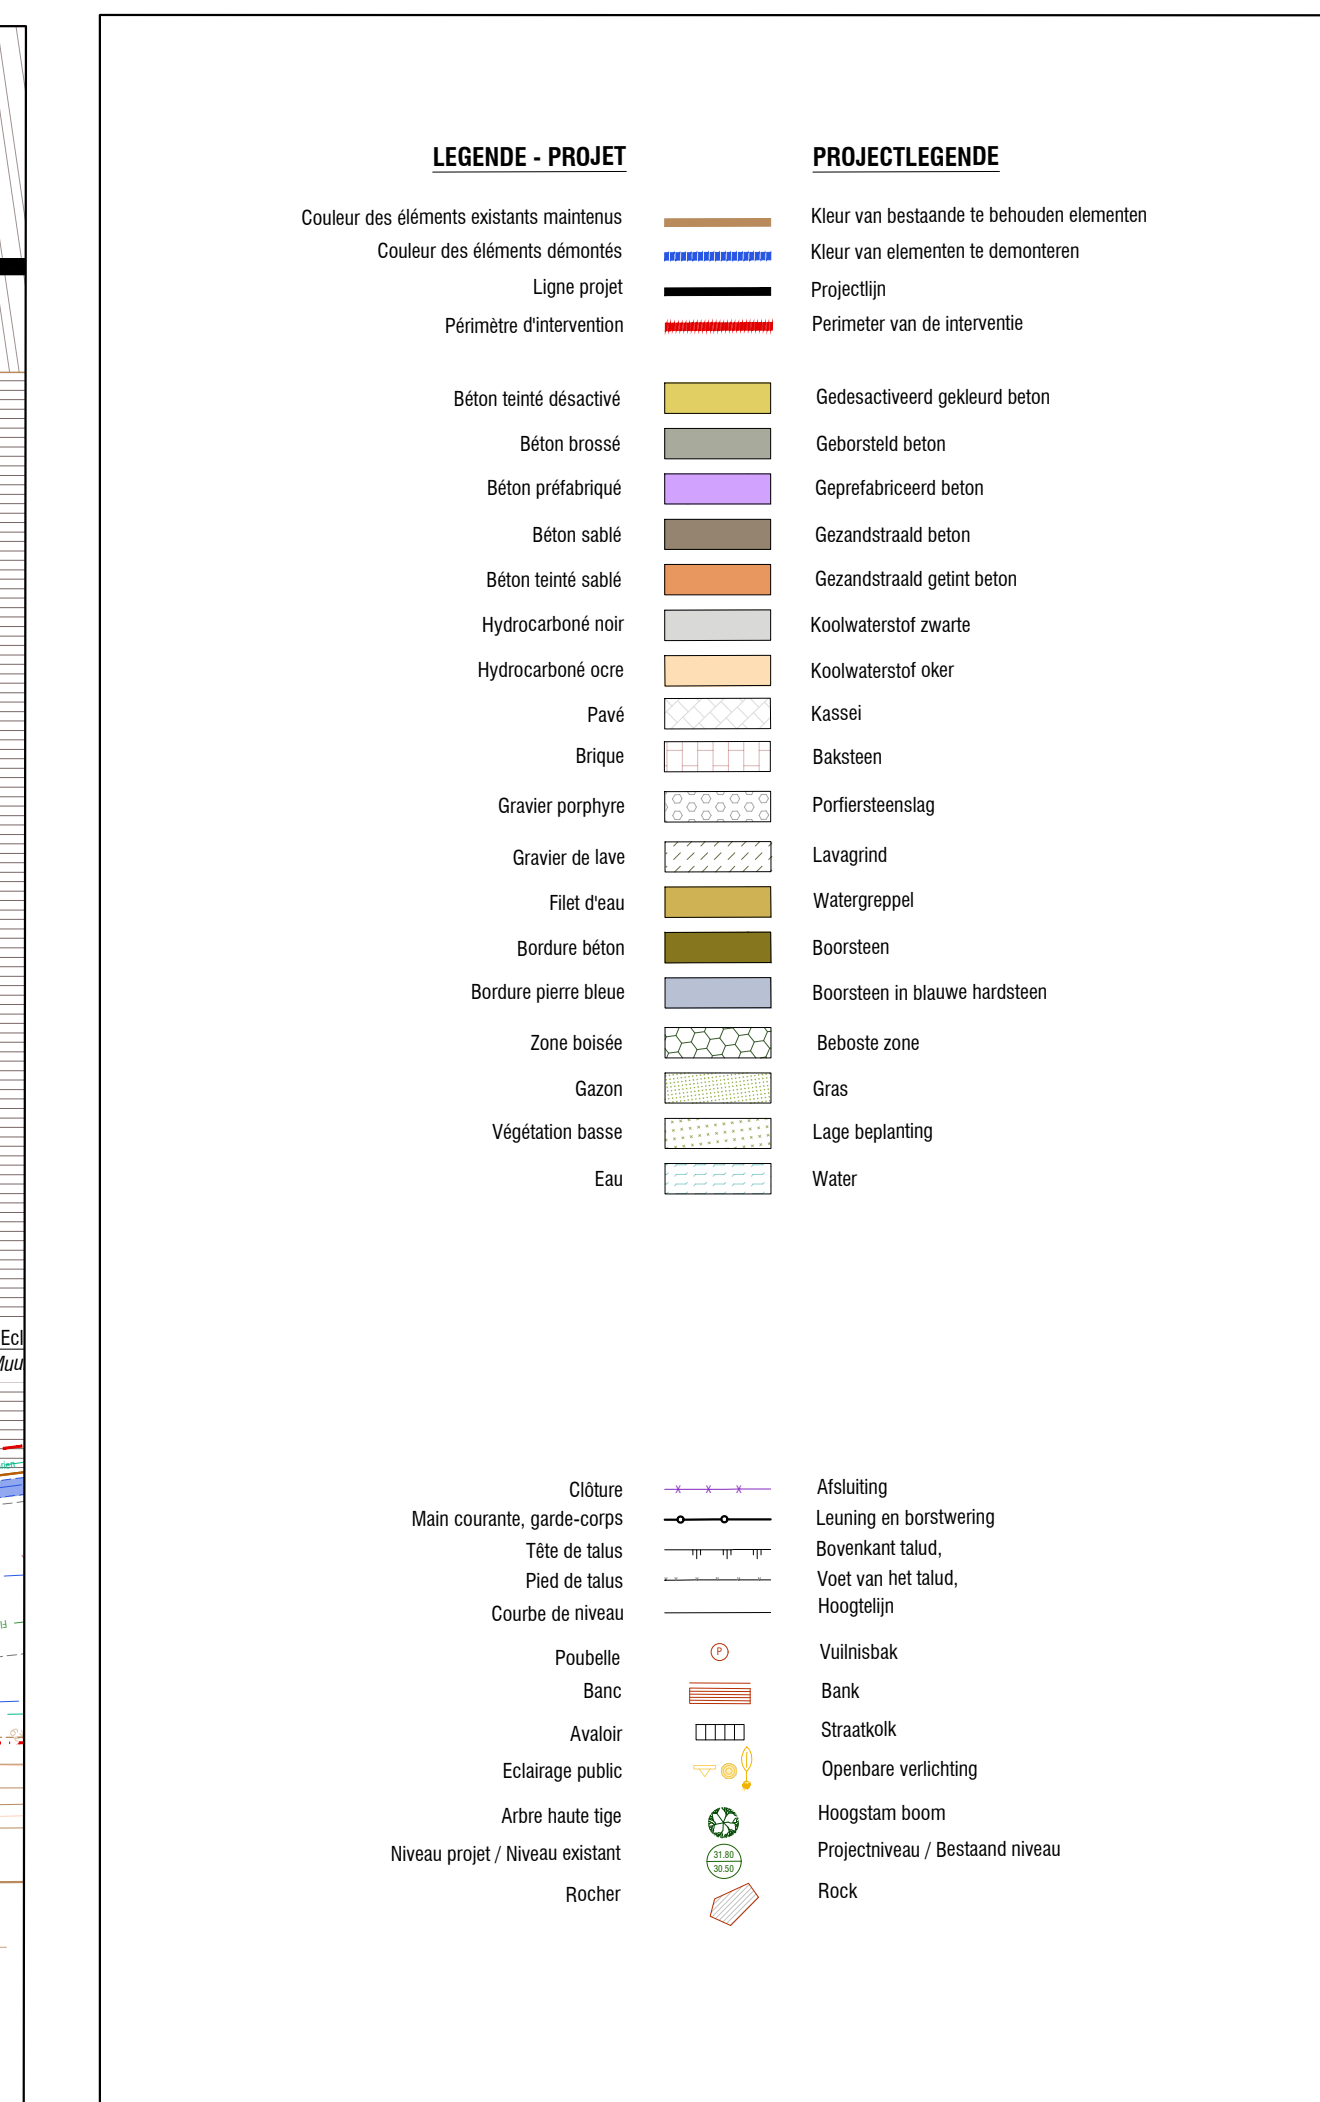 LEGENDE - PROJET PROJECTLEGENDE
Couleur des éléments existants maintenus Kleur van bestaande te behouden elementen
Couleur des éléments démontés Kleur van elementen te demonteren
Ligne projet Projectlijn
Périmètre d'intervention Perimeter van de interventie
Béton teinté désactivé Gedesactiveerd gekleurd beton
Béton brossé Geborsteld beton
Béton préfabriqué Geprefabriceerd beton
Béton sablé Gezandstraald beton
Béton teinté sablé Gezandstraald getint beton
Hydrocarboné noir Koolwaterstof zwarte
Hydrocarboné ocre Koolwaterstof oker
Pavé Kassei
Brique Baksteen
Gravier porphyre Porfiersteenslag
Gravier de lave Lavagrind
Filet d'eau Watergreppel
Bordure béton Boorsteen
Bordure pierre bleue Boorsteen in blauwe hardsteen
Zone boisée Beboste zone
Gazon Gras
Végétation basse Lage beplanting
Eau Water
Ecl
Muu
Clôture x x x Afsluiting
Main courante, garde-corps Leuning en borstwering
Tête de talus Bovenkant talud,
Pied de talus Voet van het talud,
Courbe de niveau Hoogtelijn
Poubelle P Vuilnisbak
Banc Bank
Avaloir Straatkolk
Eclairage public Openbare verlichting
Arbre haute tige Hoogstam boom
Niveau projet / Niveau existant 31.80 Projectniveau / Bestaand niveau
30.50
Rocher Rock